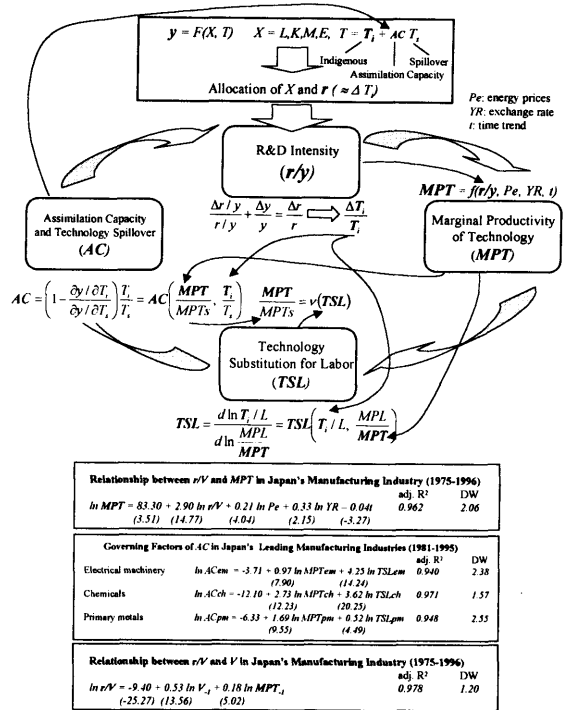 y = F(X, T) X = L,K,M,E, T = Ti + AC Ts
Indigenous
Spillover
Assimilation Capacity
Allocation of X and r (≈ Δ Ti)
Pe: energy prices
YR: exchange rate
t: time trend
R&D Intensity
(r/y)
MPT = f(r/y, Pe, YR, t)
Δr / y / r / y + Δy / y = Δr / r ⇒ ΔTi / Ti
Assimilation Capacity
and Technology Spillover
(AC)
Marginal Productivity
of Technology
(MPT)
AC = (1 − ∂y / ∂Ti / ∂y / ∂Ts) Ti / Ts = AC(MPT / MPTs, Ti / Ts) MPT / MPTs = v(TSL)
Technology
Substitution for Labor
(TSL)
TSL = d ln Ti / L / d ln MPL / MPT = TSL(Ti / L, MPL / MPT)
Relationship between r/V and MPT in Japan's Manufacturing Industry (1975-1996)
adj. R² DW
ln MPT = 83.30 + 2.90 ln r/V + 0.21 ln Pe + 0.33 ln YR – 0.04t 0.962 2.06
(3.51) (14.77) (4.04) (2.15) (-3.27)
Governing Factors of AC in Japan's Leading Manufacturing Industries (1981-1995)
adj. R² DW
Electrical machinery ln ACem = -3.71 + 0.97 ln MPTem + 4.25 ln TSLem 0.940 2.38
(7.90) (14.24)
Chemicals ln ACch = -12.10 + 2.73 ln MPTch + 3.62 ln TSLch 0.971 1.57
(12.23) (20.25)
Primary metals ln ACpm = -6.33 + 1.69 ln MPTpm + 0.52 ln TSLpm 0.948 2.55
(9.55) (4.49)
Relationship between r/V and V in Japan's Manufacturing Industry (1975-1996)
adj. R² DW
ln r/V = -9.40 + 0.53 ln V-1 + 0.18 ln MPT-1 0.978 1.20
(-25.27) (13.56) (5.02)